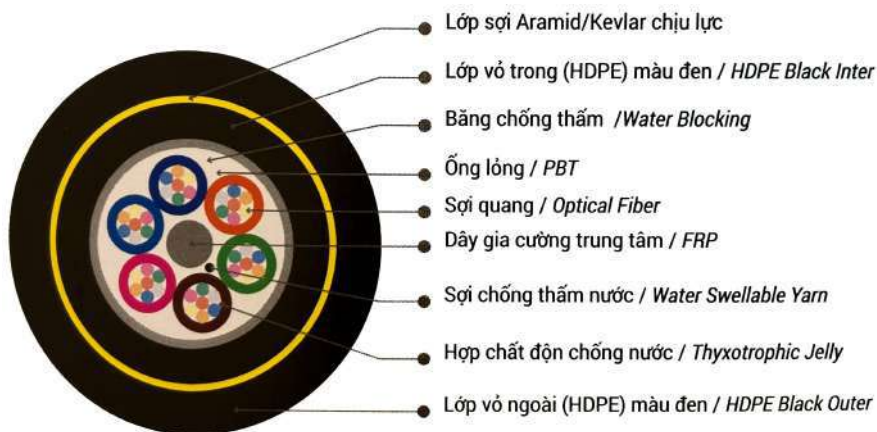 Lớp sợi Aramid/Kevlar chịu lực
Lớp vỏ trong (HDPE) màu đen / HDPE Black Inter
Băng chống thấm /Water Blocking
Ống lỏng / PBT
Sợi quang / Optical Fiber
Dây gia cường trung tâm / FRP
Sợi chống thấm nước / Water Swellable Yarn
Hợp chất độn chống nước / Thyxotrophic Jelly
Lớp vỏ ngoài (HDPE) màu đen / HDPE Black Outer